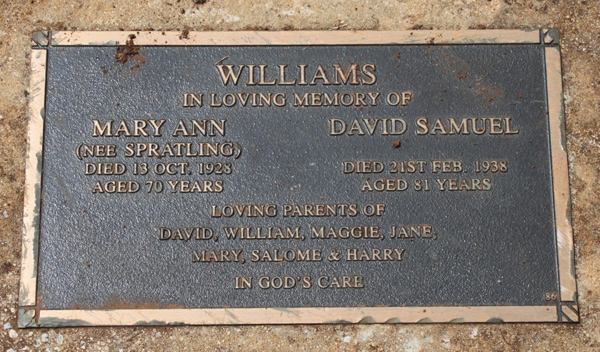 WILLIAMS
IN LOVING MEMORY OF
MARY ANN
(NEE SPRATLING)
DIED 13 OCT. 1928
AGED 70 YEARS
DAVID SAMUEL
DIED 21ST FEB. 1938
AGED 81 YEARS
LOVING PARENTS OF
DAVID, WILLIAM, MAGGIE, JANE,
MARY, SALOME & HARRY
IN GOD'S CARE
86